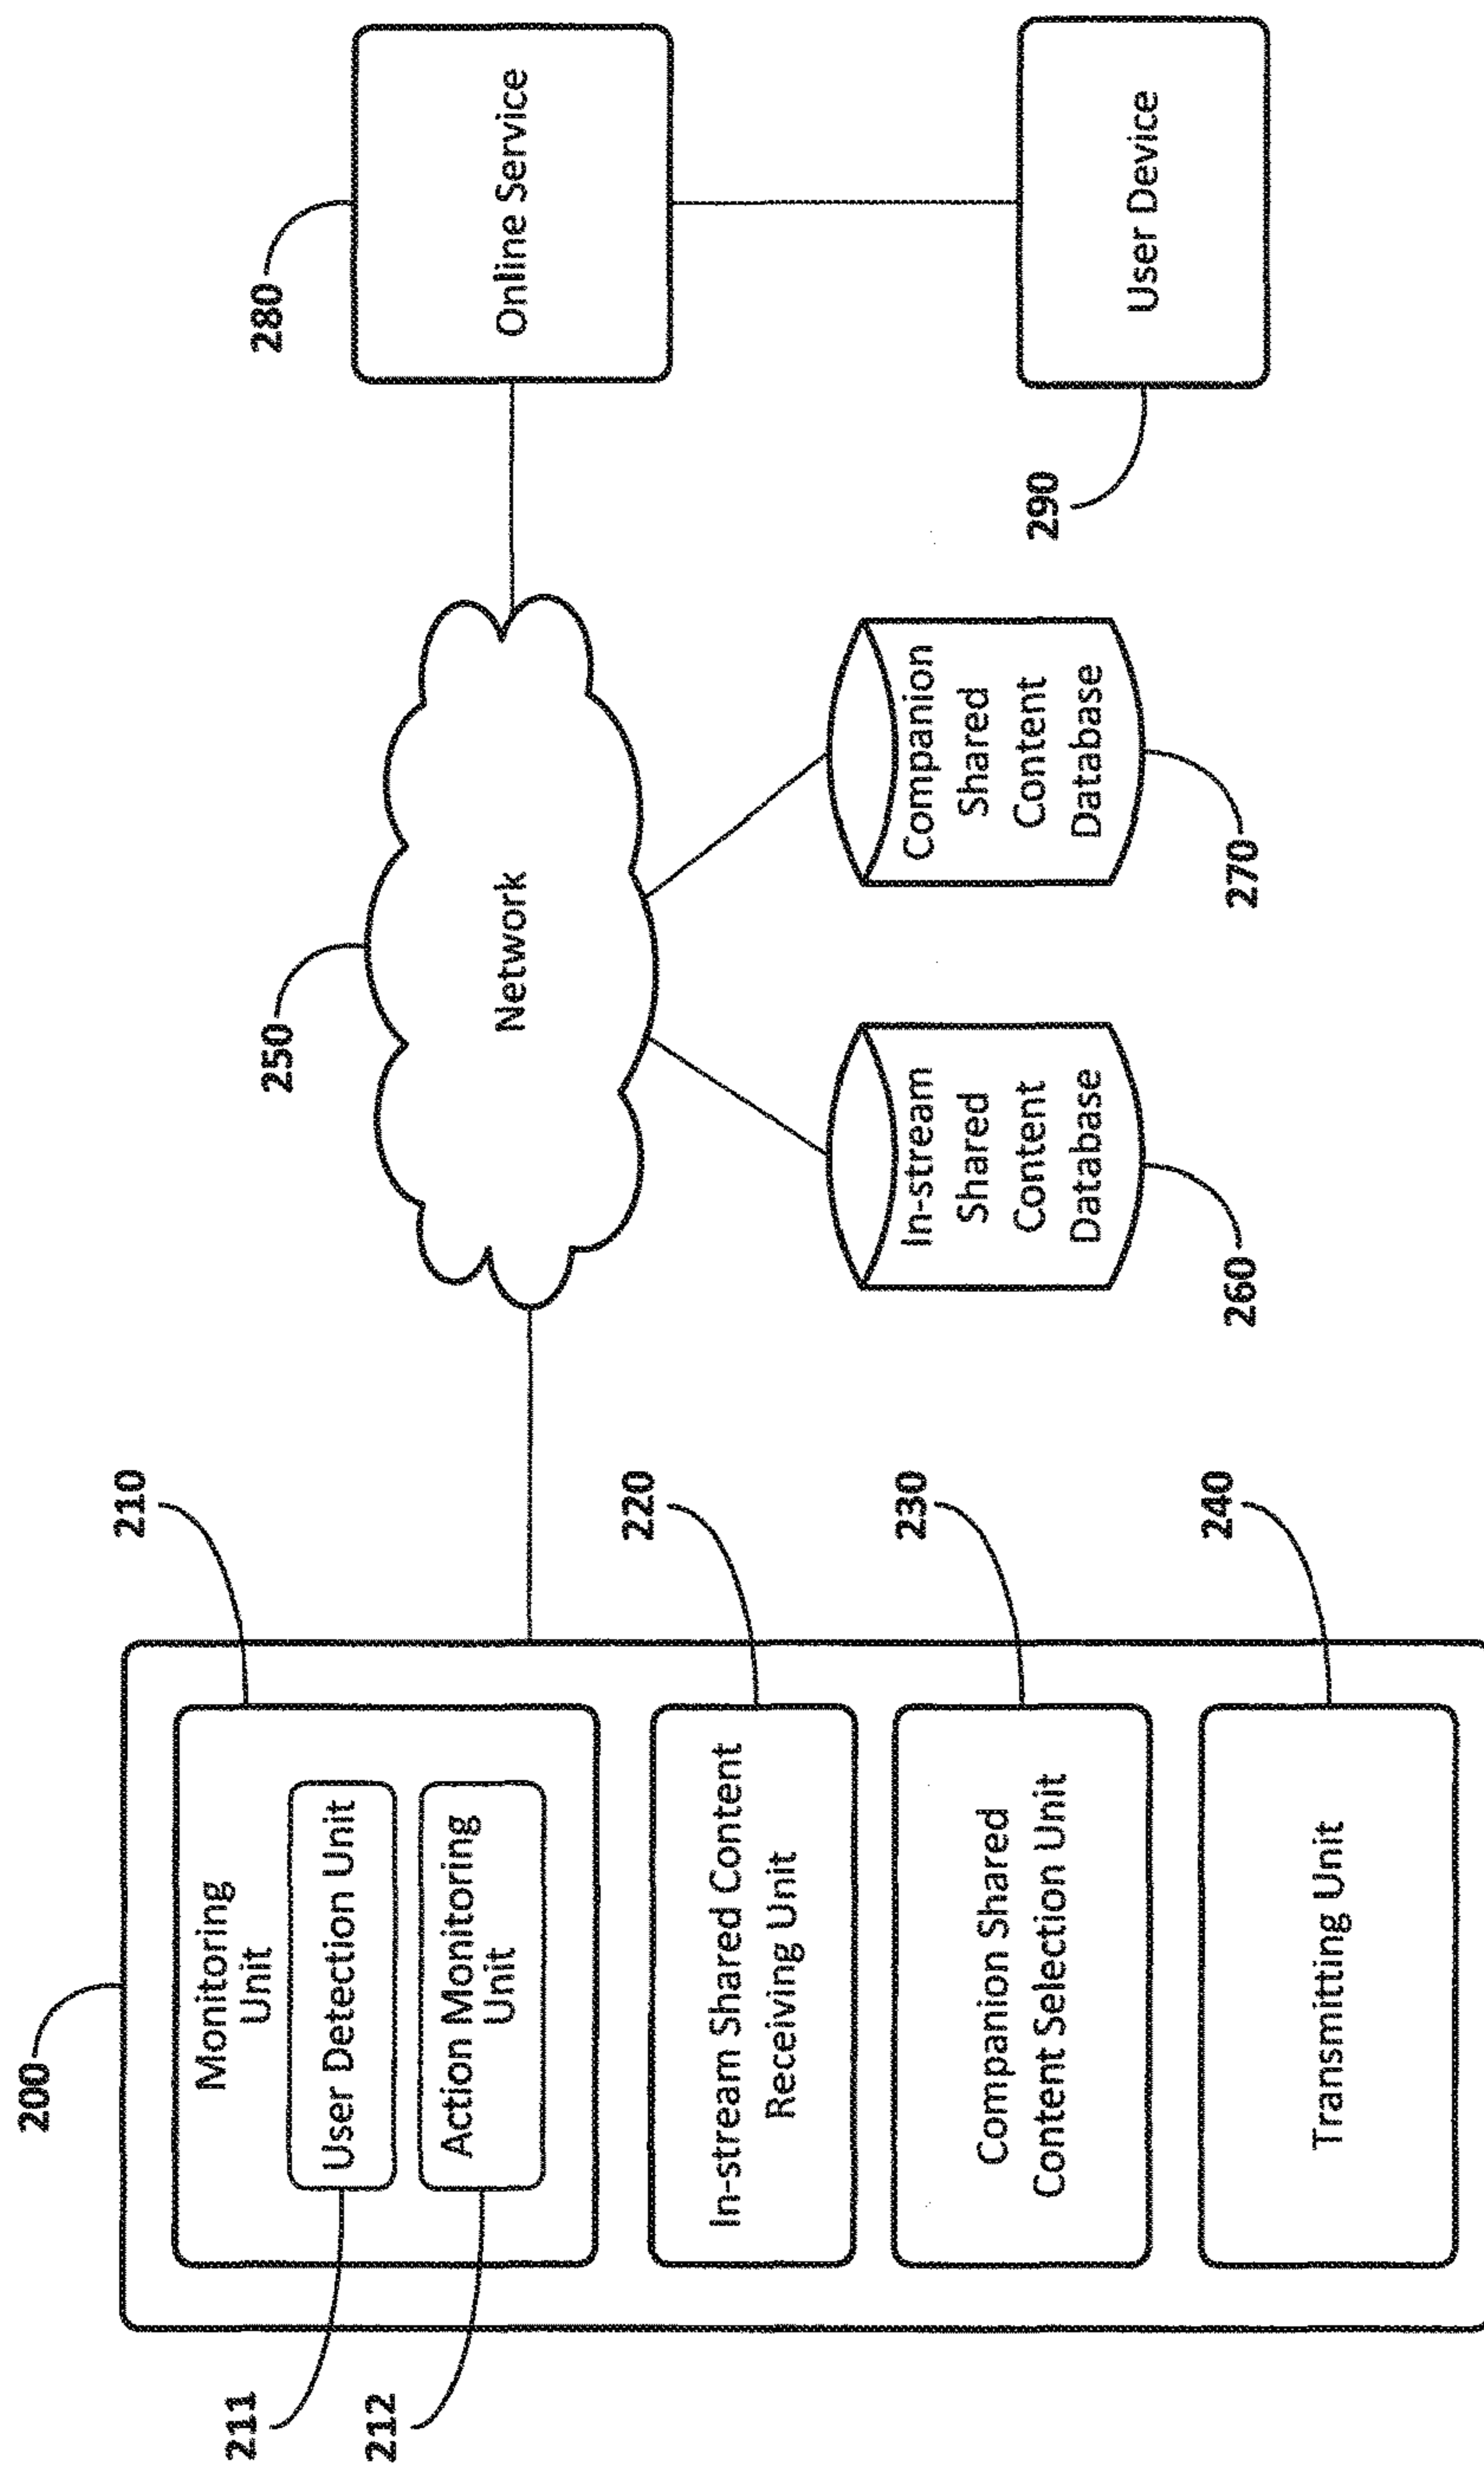 200
210
Monitoring
Unit
211
User Detection Unit
212
Action Monitoring
Unit
220
In-stream Shared Content
Receiving Unit
230
Companion Shared
Content Selection Unit
240
Transmitting Unit
250
Network
260
In-stream
Shared
Content
Database
270
Companion
Shared
Content
Database
280
Online Service
290
User Device